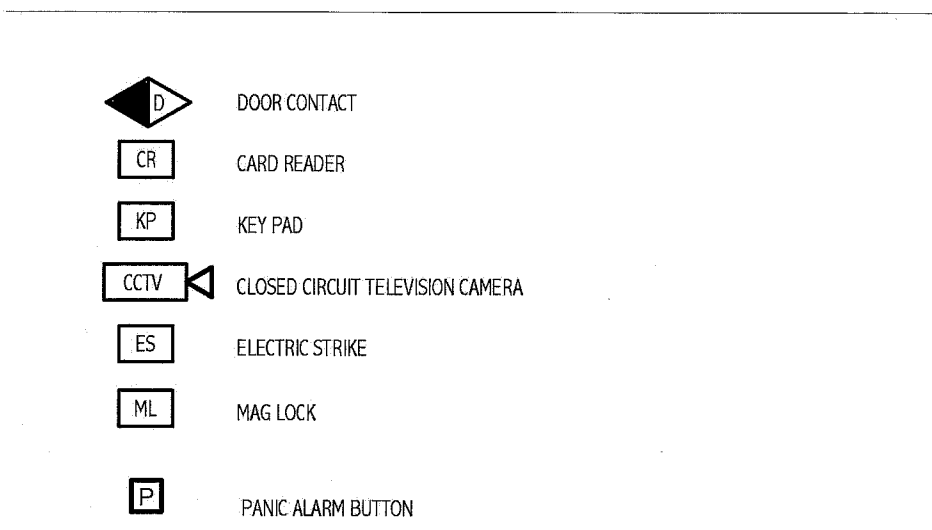 D DOOR CONTACT
CR CARD READER
KP KEY PAD
CCTV CLOSED CIRCUIT TELEVISION CAMERA
ES ELECTRIC STRIKE
ML MAG LOCK
P PANIC ALARM BUTTON